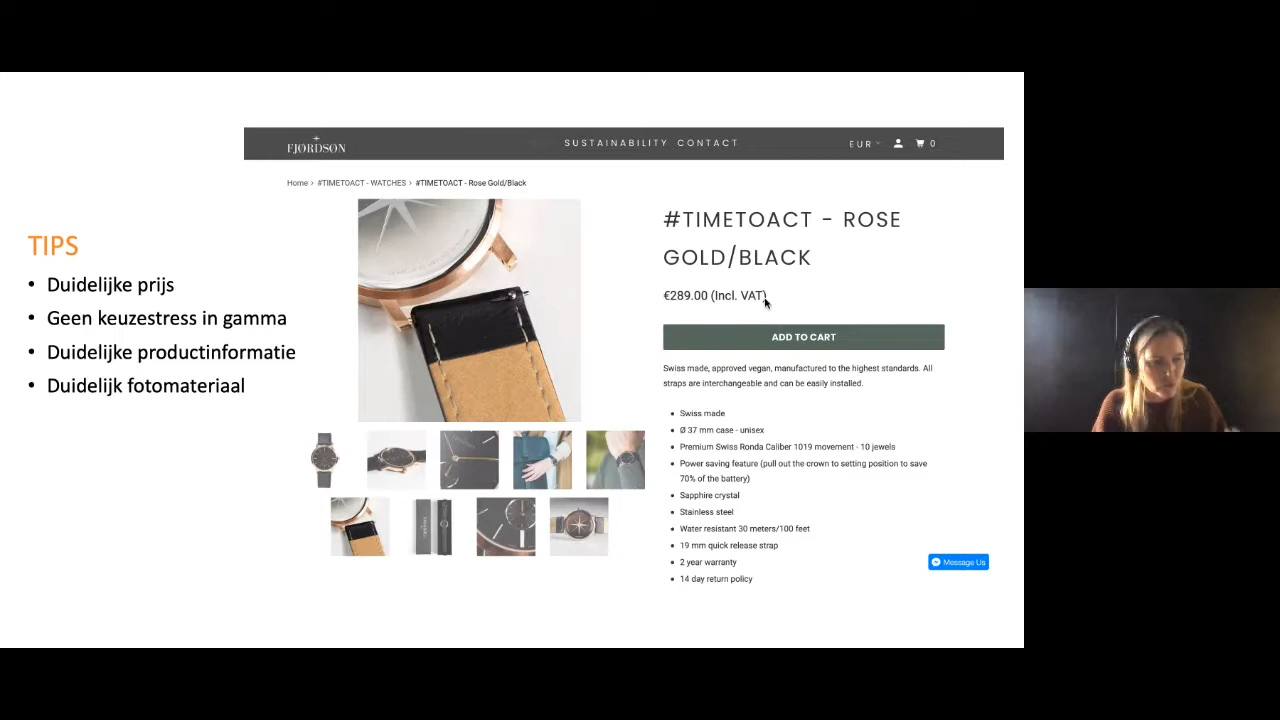 FJØRDSØN
SUSTAINABILITY CONTACT
EUR
0
Home > #TIMETOACT - WATCHES > #TIMETOACT - Rose Gold/Black
TIPS
• Duidelijke prijs
• Geen keuzestress in gamma
• Duidelijke productinformatie
• Duidelijk fotomateriaal
#TIMETOACT - ROSE
GOLD/BLACK
€289.00 (Incl. VAT)
ADD TO CART
Swiss made, approved vegan, manufactured to the highest standards. All
straps are interchangeable and can be easily installed.
• Swiss made
• Ø 37 mm case - unisex
• Premium Swiss Ronda Caliber 1019 movement - 10 jewels
• Power saving feature (pull out the crown to setting position to save
70% of the battery)
• Sapphire crystal
• Stainless steel
• Water resistant 30 meters/100 feet
• 19 mm quick release strap
• 2 year warranty
• 14 day return policy
Message Us